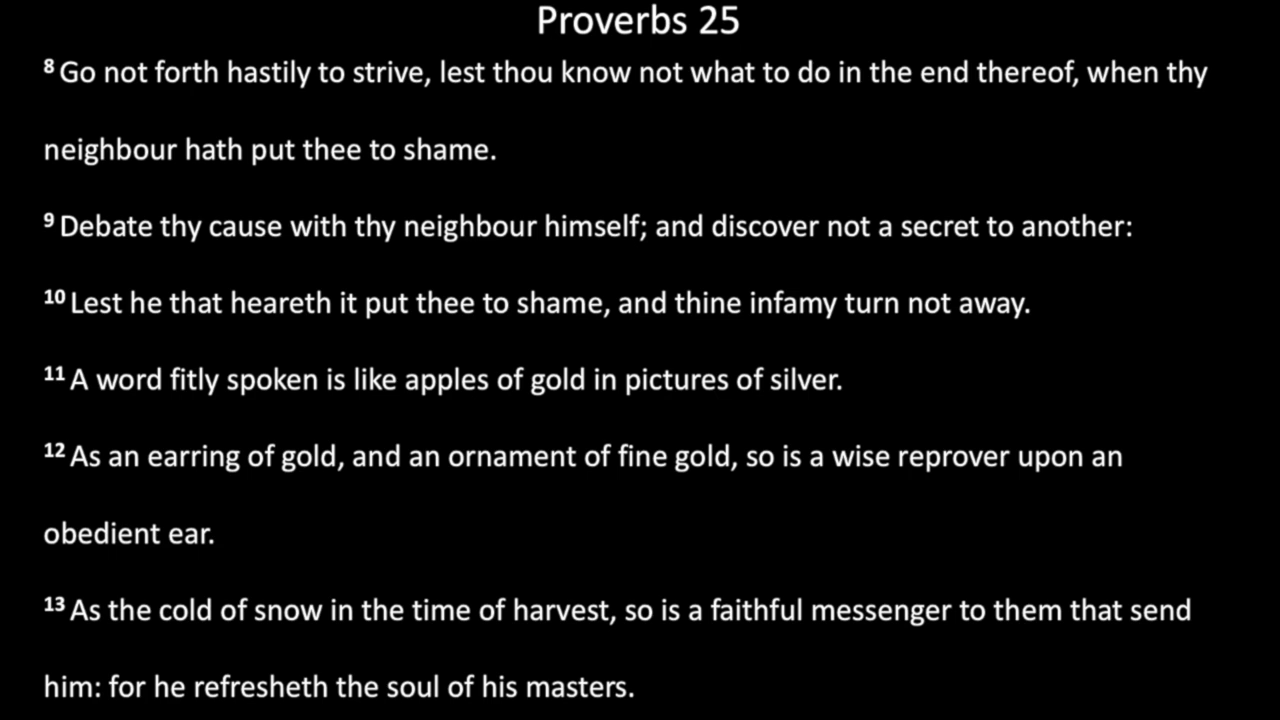 Proverbs 25
8 Go not forth hastily to strive, lest thou know not what to do in the end thereof, when thy
neighbour hath put thee to shame.
9 Debate thy cause with thy neighbour himself; and discover not a secret to another:
10 Lest he that heareth it put thee to shame, and thine infamy turn not away.
11 A word fitly spoken is like apples of gold in pictures of silver.
12 As an earring of gold, and an ornament of fine gold, so is a wise reprover upon an
obedient ear.
13 As the cold of snow in the time of harvest, so is a faithful messenger to them that send
him: for he refresheth the soul of his masters.